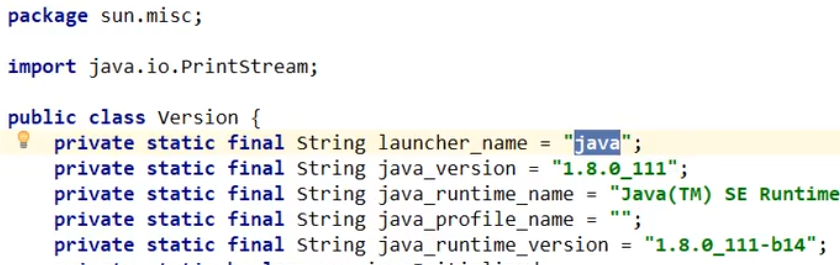 package sun.misc;
import java.io.PrintStream;
public class Version {
private static final String launcher_name = "java";
private static final String java_version = "1.8.0_111";
private static final String java_runtime_name = "Java(TM) SE Runtime
private static final String java_profile_name = "";
private static final String java_runtime_version = "1.8.0_111-b14";